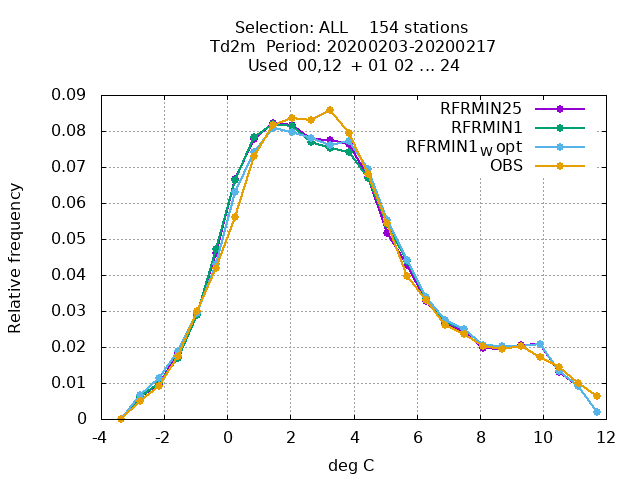 Selection: ALL    154 stations
Td2m  Period: 20200203-20200217
Used  00,12  + 01 02 ... 24
0.09
0.08
0.07
0.06
0.05
0.04
0.03
0.02
0.01
0
Relative frequency
RFRMIN25
RFRMIN1
RFRMIN1W opt
OBS
-4 -2 0 2 4 6 8 10 12
deg C